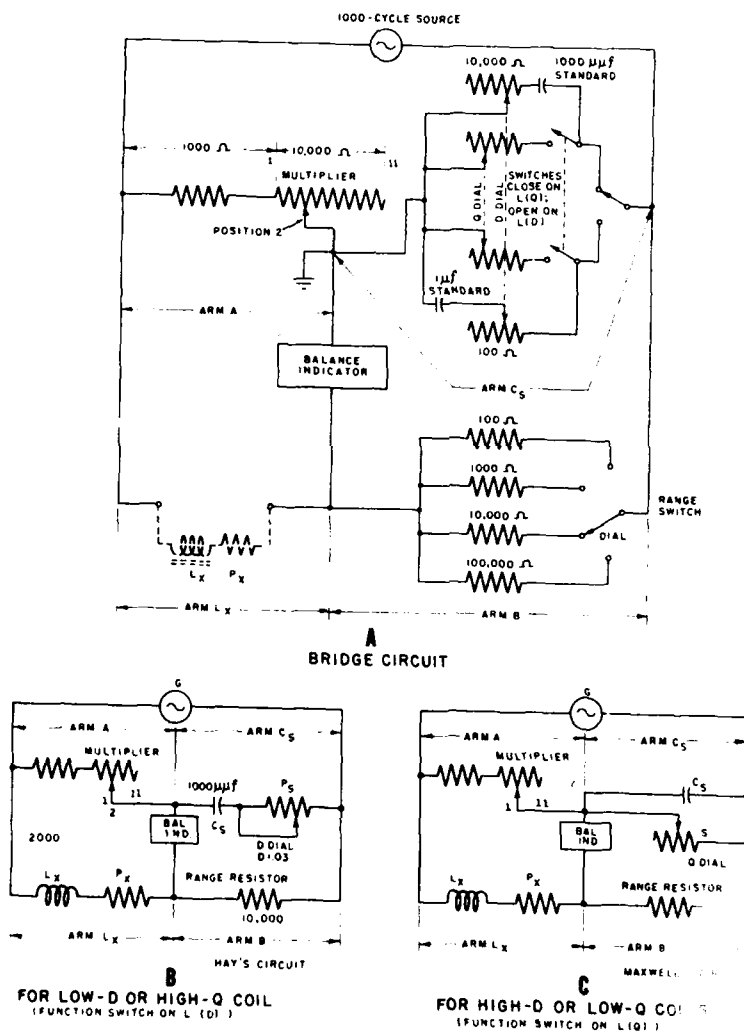 1000-CYCLE SOURCE
10,000 Ω
1000 μμf
STANDARD
1000 Ω
10,000 Ω
1
11
MULTIPLIER
Q DIAL
D DIAL
SWITCHES
CLOSE ON
L(Q);
OPEN ON
L(D)
POSITION 2
1μf
STANDARD
ARM A
100 Ω
BALANCE
INDICATOR
ARM CS
100 Ω
1000 Ω
RANGE
SWITCH
10,000 Ω
DIAL
100,000 Ω
LX
PX
ARM LX
ARM B
A
BRIDGE CIRCUIT
G
ARM A
ARM CS
MULTIPLIER
1000μμf
PS
1
11
2
CS
BAL
IND
D DIAL
D1.03
2000
LX
PX
RANGE RESISTOR
10,000
ARM LX
ARM B
HAY'S CIRCUIT
B
FOR LOW-D OR HIGH-Q COIL
(FUNCTION SWITCH ON L (D) )
G
ARM A
ARM CS
MULTIPLIER
CS
1
11
BAL
IND
S
Q DIAL
LX
PX
RANGE RESISTOR
ARM LX
ARM B
MAXWELL
C
FOR HIGH-D OR LOW-Q
(FUNCTION SWITCH ON L(Q) )